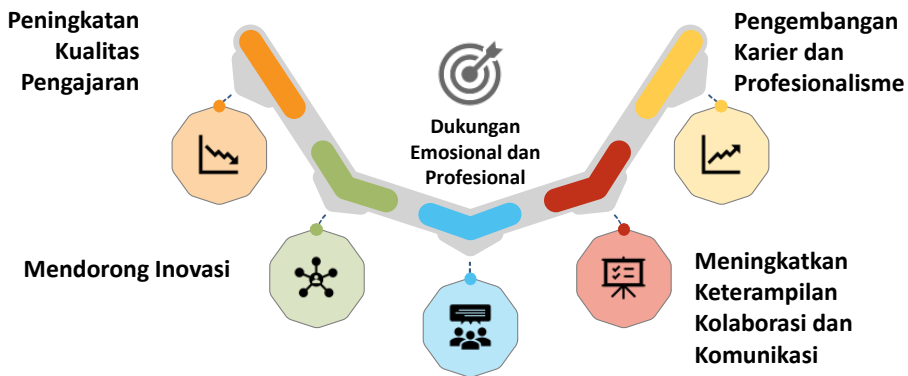 Peningkatan
Kualitas
Pengajaran
Mendorong Inovasi
Dukungan
Emosional dan
Profesional
Meningkatkan
Keterampilan
Kolaborasi dan
Komunikasi
Pengembangan
Karier dan
Profesionalisme